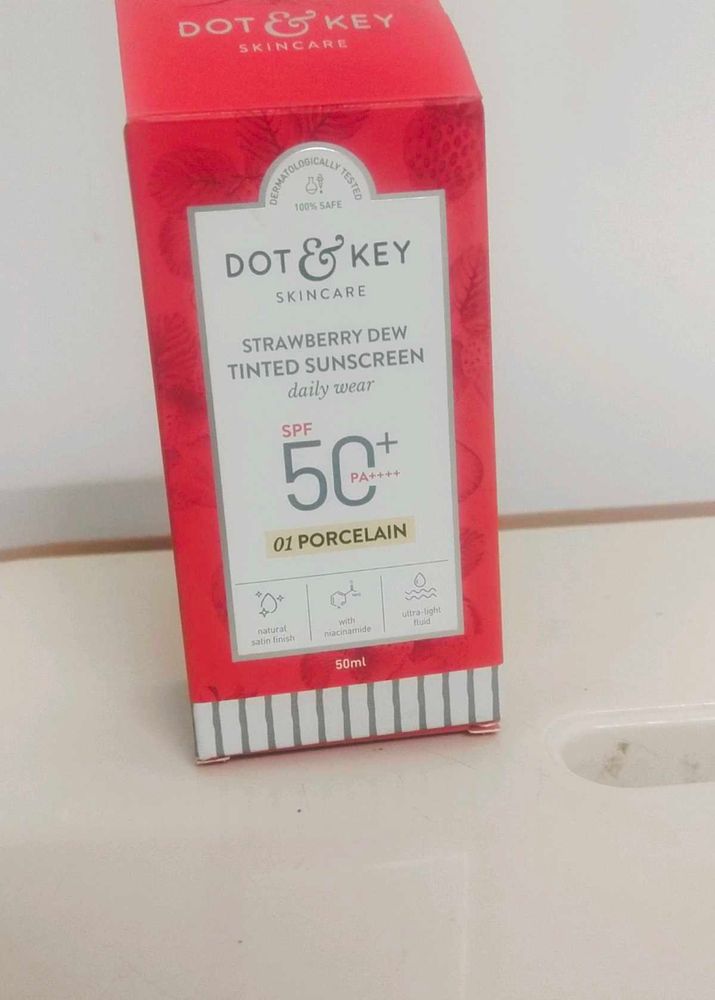 DOT & KEY
SKINCARE
DERMATOLOGICALLY TESTED
100% SAFE
DOT & KEY
SKINCARE
STRAWBERRY DEW
TINTED SUNSCREEN
daily wear
SPF
50+
PA++++
01 PORCELAIN
natural
satin finish
with
niacinamide
ultra-light
fluid
50ml